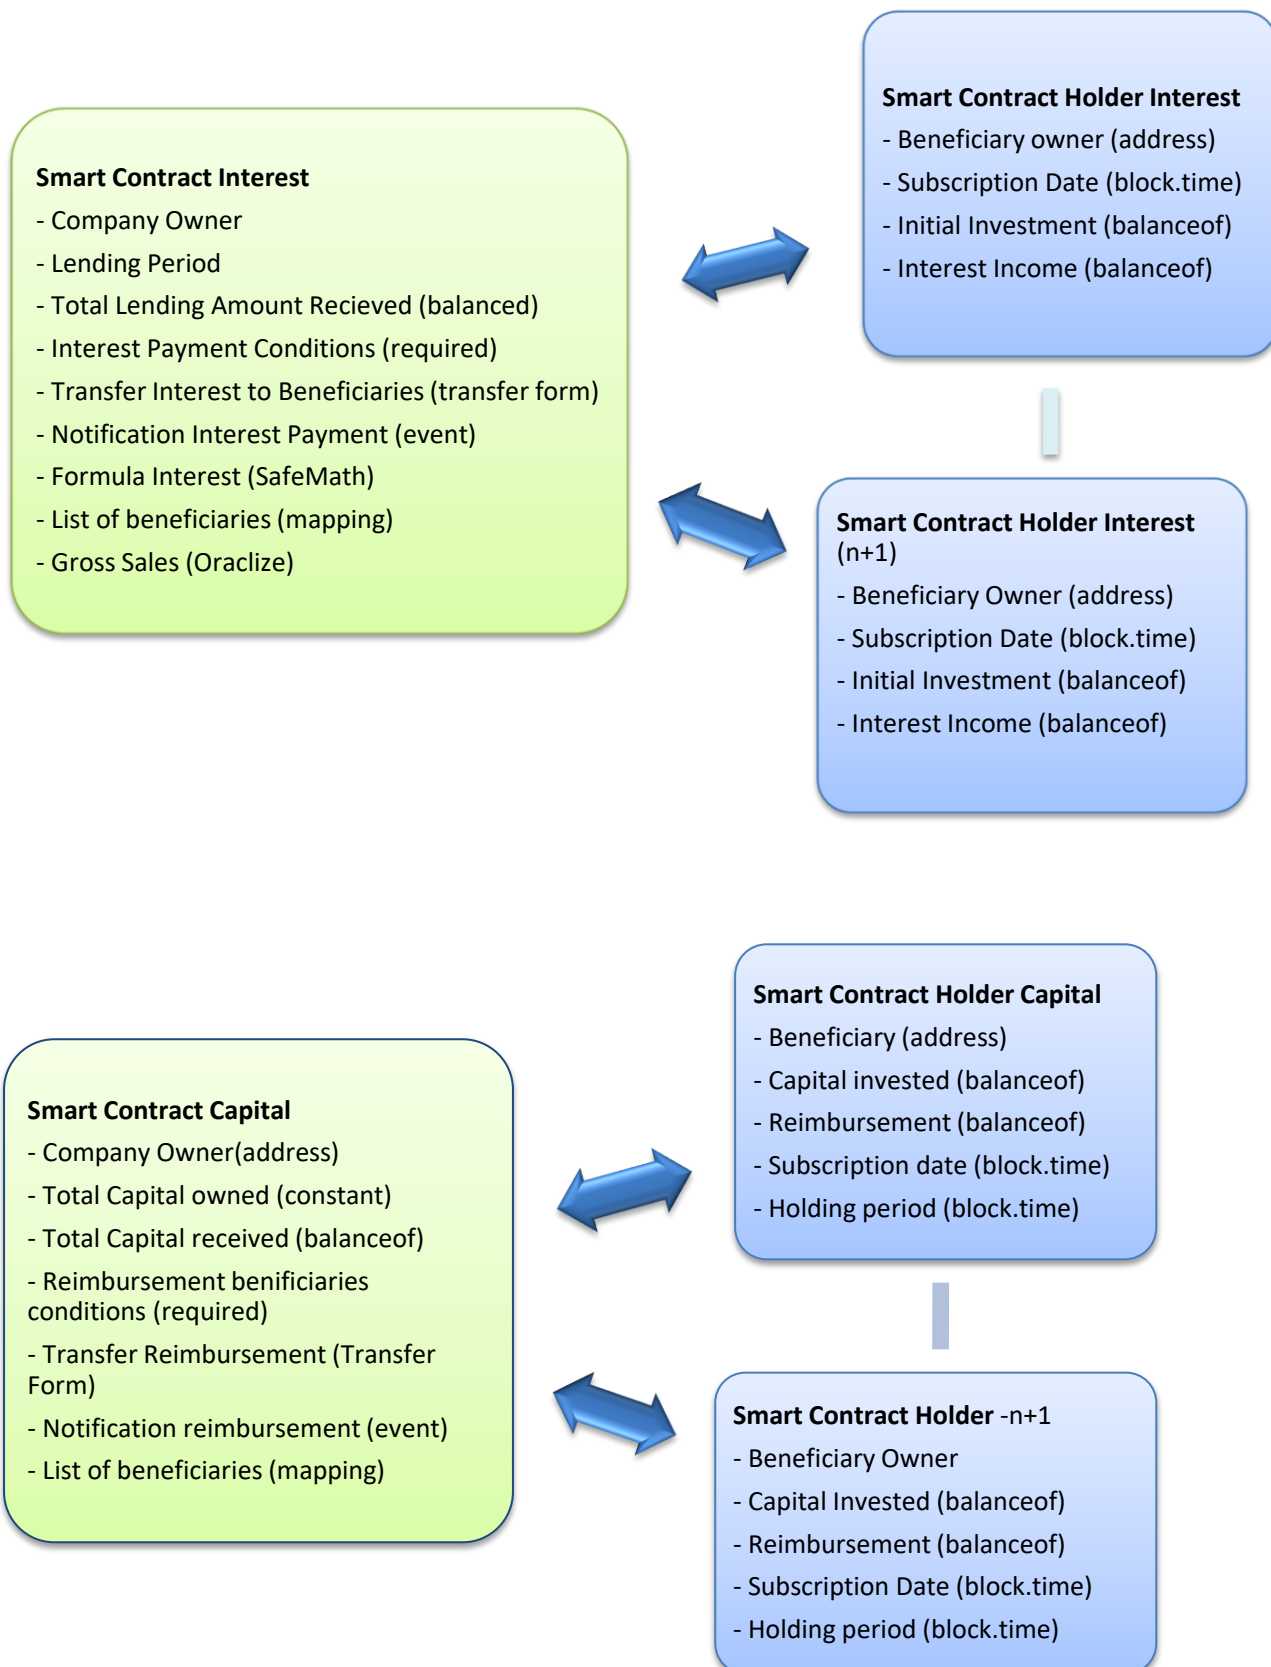 Smart Contract Holder Interest
- Beneficiary owner (address)
- Subscription Date (block.time)
- Initial Investment (balanceof)
- Interest Income (balanceof)
Smart Contract Interest
- Company Owner
- Lending Period
- Total Lending Amount Recieved (balanced)
- Interest Payment Conditions (required)
- Transfer Interest to Beneficiaries (transfer form)
- Notification Interest Payment (event)
- Formula Interest (SafeMath)
- List of beneficiaries (mapping)
- Gross Sales (Oraclize)
Smart Contract Holder Interest
(n+1)
- Beneficiary Owner (address)
- Subscription Date (block.time)
- Initial Investment (balanceof)
- Interest Income (balanceof)
Smart Contract Holder Capital
- Beneficiary (address)
- Capital invested (balanceof)
- Reimbursement (balanceof)
- Subscription date (block.time)
- Holding period (block.time)
Smart Contract Capital
- Company Owner(address)
- Total Capital owned (constant)
- Total Capital received (balanceof)
- Reimbursement benificiaries
conditions (required)
- Transfer Reimbursement (Transfer
Form)
- Notification reimbursement (event)
- List of beneficiaries (mapping)
Smart Contract Holder -n+1
- Beneficiary Owner
- Capital Invested (balanceof)
- Reimbursement (balanceof)
- Subscription Date (block.time)
- Holding period (block.time)